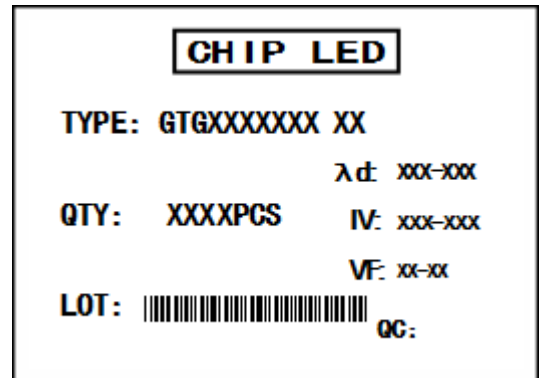 CHIP LED
TYPE: GTGXXXXXXX XX
λd: XXX-XXX
QTY: XXXXPCS
IV: XXX-XXX
VF: XX-XX
LOT:
QC: